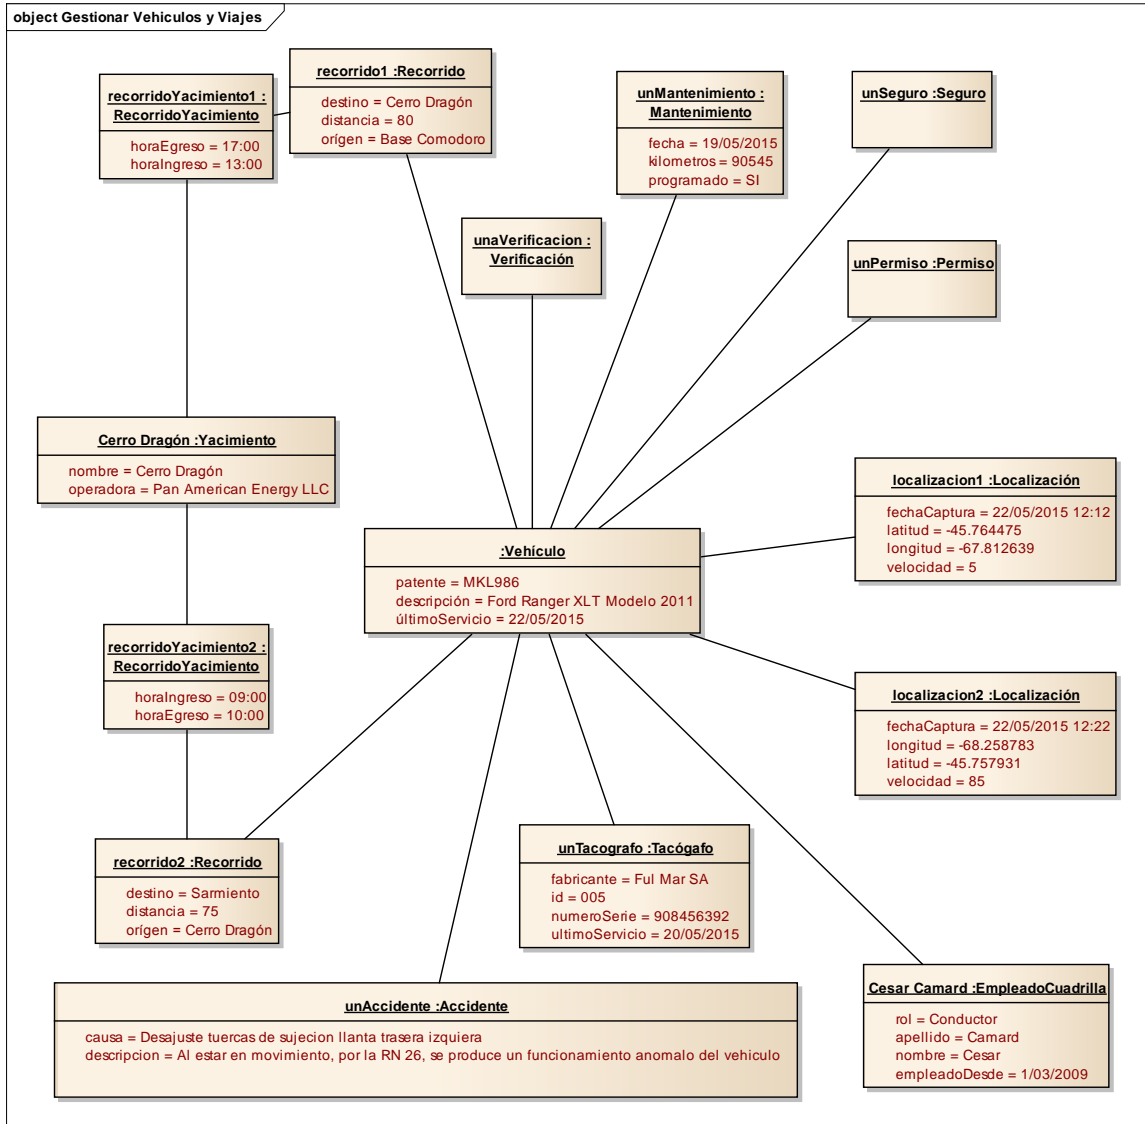 object Gestionar Vehiculos y Viajes
recorridoYacimiento1 :
RecorridoYacimiento
horaEgreso = 17:00
horaIngreso = 13:00
recorrido1 :Recorrido
destino = Cerro Dragón
distancia = 80
orígen = Base Comodoro
unMantenimiento :
Mantenimiento
fecha = 19/05/2015
kilometros = 90545
programado = SI
unSeguro :Seguro
unaVerificacion :
Verificación
unPermiso :Permiso
Cerro Dragón :Yacimiento
nombre = Cerro Dragón
operadora = Pan American Energy LLC
localizacion1 :Localización
fechaCaptura = 22/05/2015 12:12
latitud = -45.764475
longitud = -67.812639
velocidad = 5
:Vehículo
patente = MKL986
descripción = Ford Ranger XLT Modelo 2011
últimoServicio = 22/05/2015
recorridoYacimiento2 :
RecorridoYacimiento
horaIngreso = 09:00
horaEgreso = 10:00
localizacion2 :Localización
fechaCaptura = 22/05/2015 12:22
longitud = -68.258783
latitud = -45.757931
velocidad = 85
recorrido2 :Recorrido
destino = Sarmiento
distancia = 75
orígen = Cerro Dragón
unTacografo :Tacógafo
fabricante = Ful Mar SA
id = 005
numeroSerie = 908456392
ultimoServicio = 20/05/2015
unAccidente :Accidente
causa = Desajuste tuercas de sujecion llanta trasera izquiera
descripcion = Al estar en movimiento, por la RN 26, se produce un funcionamiento anomalo del vehiculo
Cesar Camard :EmpleadoCuadrilla
rol = Conductor
apellido = Camard
nombre = Cesar
empleadoDesde = 1/03/2009